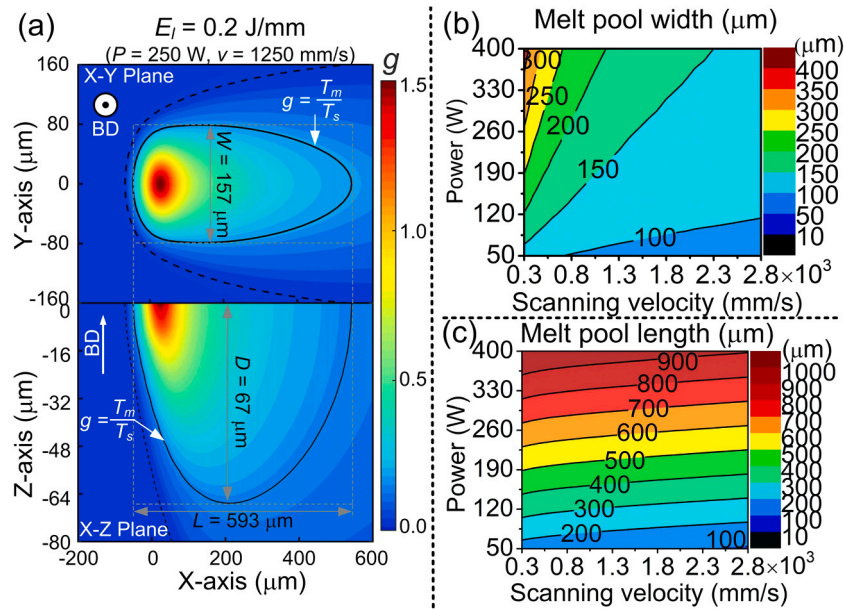 (a)
E_l = 0.2 J/mm
(P = 250 W, v = 1250 mm/s)
g
X-Y Plane
BD
g = T_m / T_s
W = 157 μm
Y-axis (μm)
160
80
0
-80
-160
1.5
1.0
0.5
0.0
BD
g = T_m / T_s
D = 67 μm
L = 593 μm
X-Z Plane
Z-axis (μm)
0
-16
-32
-48
-64
-80
-200 0 200 400 600
X-axis (μm)
(b)
Melt pool width (μm)
Power (W)
400
330
260
190
120
50
300
250
200
150
100
0.3 0.8 1.3 1.8 2.3 2.8 ×10³
Scanning velocity (mm/s)
(μm)
400
350
300
250
200
150
100
50
10
(c)
Melt pool length (μm)
Power (W)
400
330
260
190
120
50
900
800
700
600
500
400
300
200
100
0.3 0.8 1.3 1.8 2.3 2.8 ×10³
Scanning velocity (mm/s)
(μm)
1000
900
800
700
600
500
400
300
200
100
10